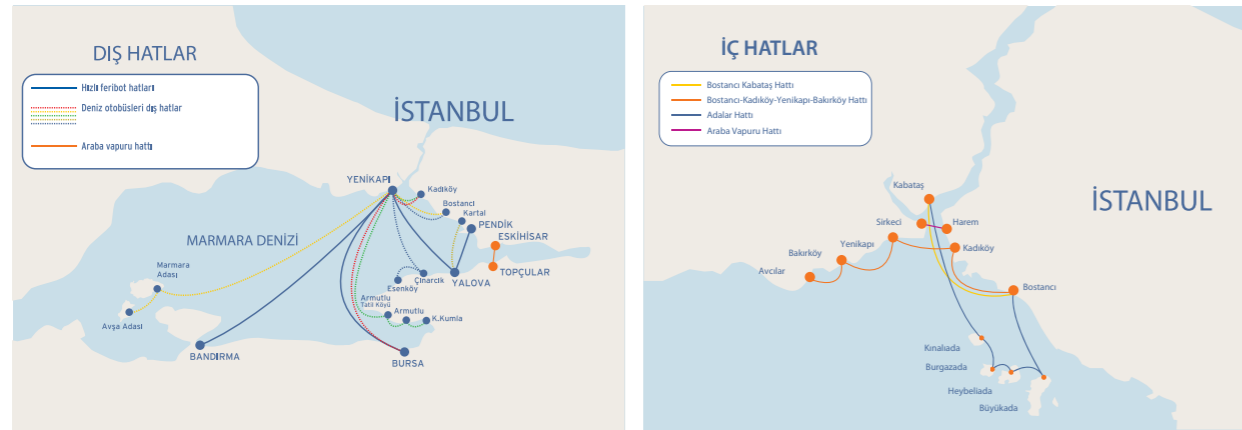 DIŞ HATLAR
Hızlı feribot hatları
Deniz otobüsleri dış hatlar
Araba vapuru hattı
İSTANBUL
YENİKAPI
Kadıköy
Bostancı
Kartal
PENDİK
ESKİHİSAR
MARMARA DENİZİ
TOPÇULAR
Marmara
Adası
Çınarcık
YALOVA
Esenköy
Armutlu
Tatil Köyü
Armutlu
K.Kumla
Avşa Adası
BANDIRMA
BURSA
İÇ HATLAR
Bostancı Kabataş Hattı
Bostancı-Kadıköy-Yenikapı-Bakırköy Hattı
Adalar Hattı
Araba Vapuru Hattı
Kabataş
İSTANBUL
Sirkeci
Harem
Yenikapı
Kadıköy
Bakırköy
Avcılar
Bostancı
Kınalıada
Burgazada
Heybeliada
Büyükada